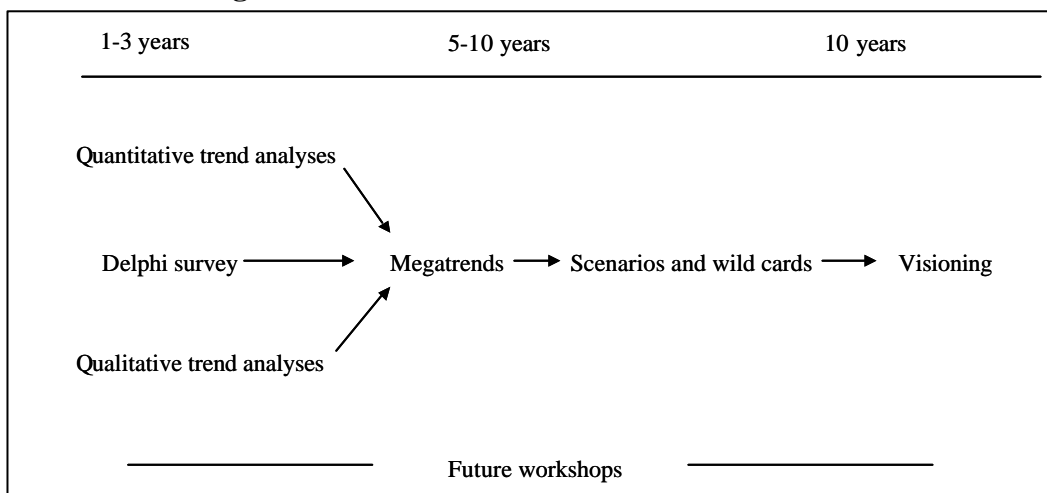 1-3 years 5-10 years 10 years
Quantitative trend analyses
Delphi survey Megatrends Scenarios and wild cards Visioning
Qualitative trend analyses
Future workshops